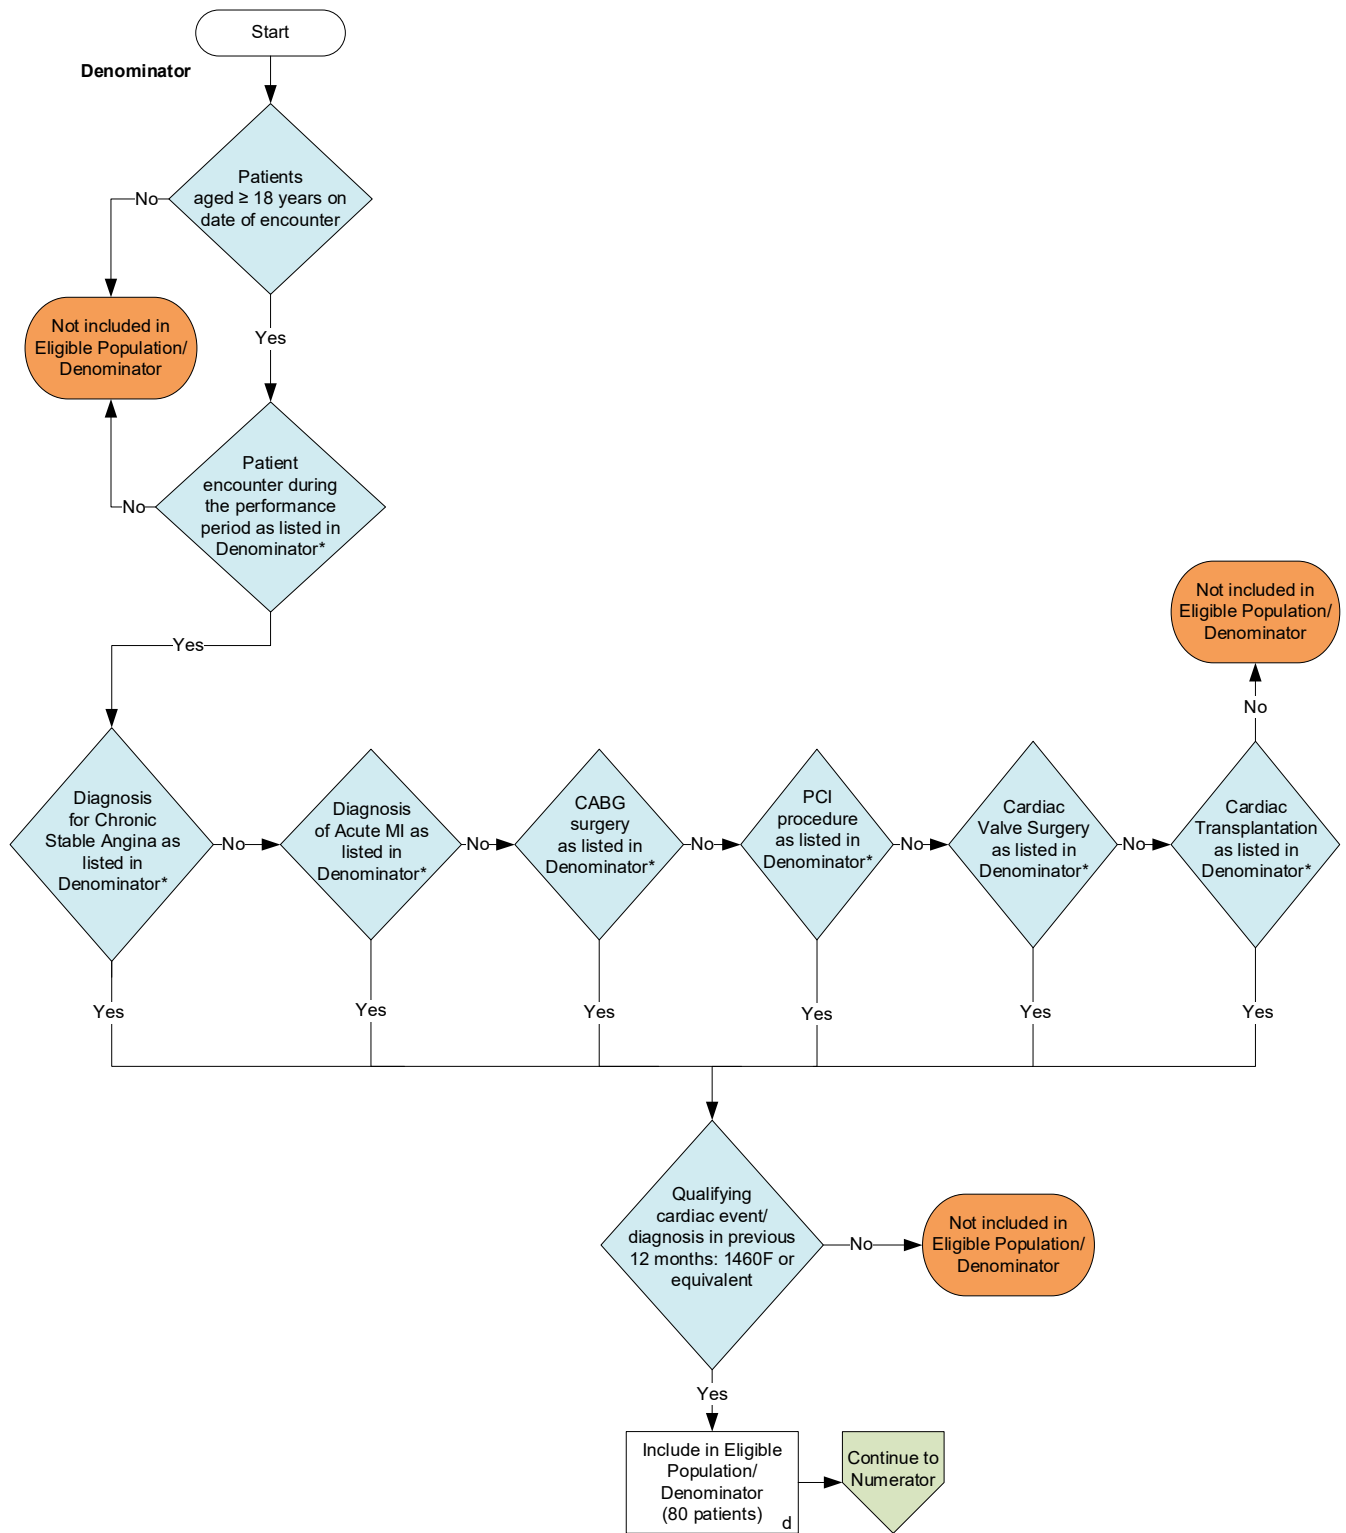 Start
Denominator
Patients
aged ≥ 18 years on
date of encounter
No
Not included in
Eligible Population/
Denominator
Yes
Patient
encounter during
the performance
period as listed in
Denominator*
No
Yes
Not included in
Eligible Population/
Denominator
No
Diagnosis
for Chronic
Stable Angina as
listed in
Denominator*
No
Diagnosis
of Acute MI as
listed in
Denominator*
No
CABG
surgery
as listed in
Denominator*
No
PCI
procedure
as listed in
Denominator*
No
Cardiac
Valve Surgery
as listed in
Denominator*
No
Cardiac
Transplantation
as listed in
Denominator*
Yes
Yes
Yes
Yes
Yes
Yes
Qualifying
cardiac event/
diagnosis in previous
12 months: 1460F or
equivalent
No
Not included in
Eligible Population/
Denominator
Yes
Include in Eligible
Population/
Denominator
(80 patients)
d
Continue to
Numerator